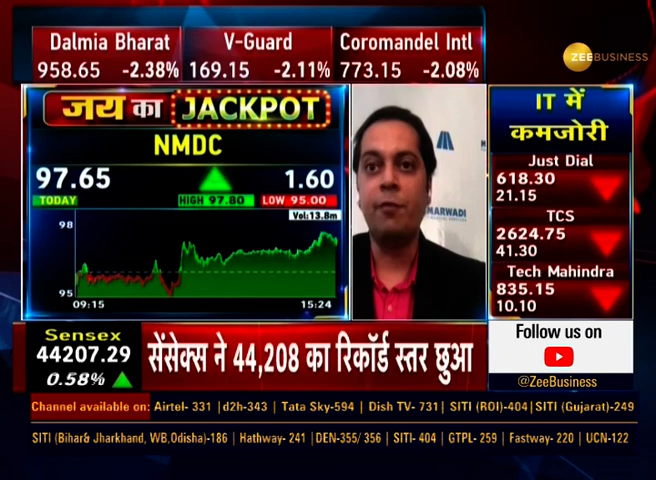 Dalmia Bharat
958.65 -2.38%
V-Guard
169.15 -2.11%
Coromandel Intl
773.15 -2.08%
ZEE BUSINESS
जय का JACKPOT
NMDC
97.65 1.60
TODAY HIGH 97.80 LOW 95.00
Vol:13.8m
98
95
09:15 15:24
MARWADI
IT में
कमजोरी
Just Dial
618.30
21.15
TCS
2624.75
41.30
Tech Mahindra
835.15
10.10
Sensex
44207.29
0.58%
सेंसेक्स ने 44,208 का रिकॉर्ड स्तर छुआ
Follow us on
@ZeeBusiness
Channel available on: Airtel- 331 |d2h-343 | Tata Sky-594 | Dish TV- 731| SITI (ROI)-404|SITI (Gujarat)-249
SITI (Bihar& Jharkhand, WB,Odisha)-186 | Hathway- 241 |DEN-355/ 356 | SITI- 404 | GTPL- 259 | Fastway- 220 | UCN-122